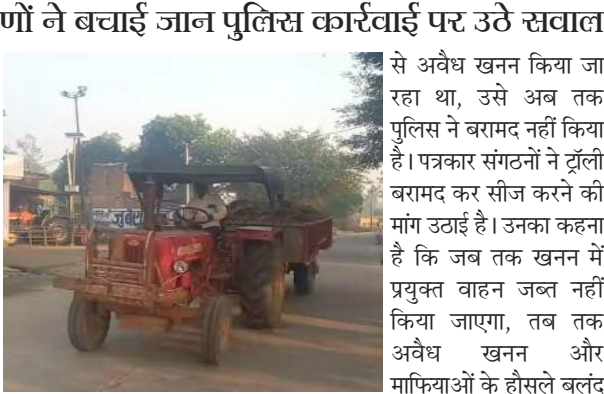 णों ने बचाई जान पुलिस कार्रवाई पर उठे सवाल
से अवैध खनन किया जा
रहा था, उसे अब तक
पुलिस ने बरामद नहीं किया
है। पत्रकार संगठनों ने ट्रॉली
बरामद कर सीज करने की
मांग उठाई है। उनका कहना
है कि जब तक खनन में
प्रयुक्त वाहन जब्त नहीं
किया जाएगा, तब तक
अवैध खनन और
माफियाओं के हौसले बलंद